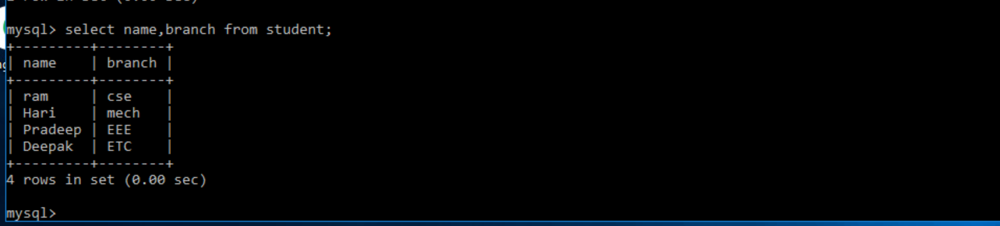 mysql> select name,branch from student;
+---------+--------+
| name    | branch |
+---------+--------+
| ram     | cse    |
| Hari    | mech   |
| Pradeep | EEE    |
| Deepak  | ETC    |
+---------+--------+
4 rows in set (0.00 sec)
mysql>